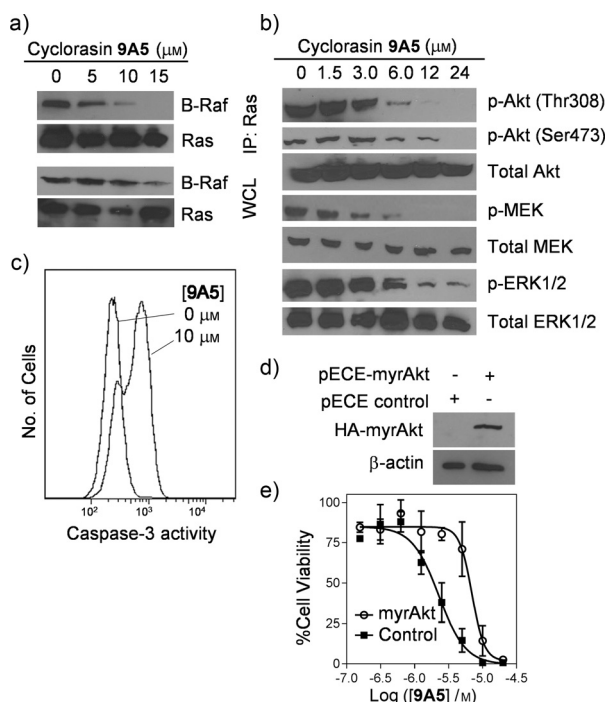 a)
Cyclorasin 9A5 (μM)
0 5 10 15
B-Raf
Ras
IP: Ras
B-Raf
Ras
WCL
b)
Cyclorasin 9A5 (μM)
0 1.5 3.0 6.0 12 24
p-Akt (Thr308)
p-Akt (Ser473)
Total Akt
p-MEK
Total MEK
p-ERK1/2
Total ERK1/2
c)
[9A5]
0 μM
10 μM
No. of Cells
10² 10³ 10⁴
Caspase-3 activity
d)
pECE-myrAkt - +
pECE control + -
HA-myrAkt
β-actin
e)
100
75
50
25
0
%Cell Viability
myrAkt
Control
-7.0 -6.5 -6.0 -5.5 -5.0 -4.5
Log ([9A5] /M)